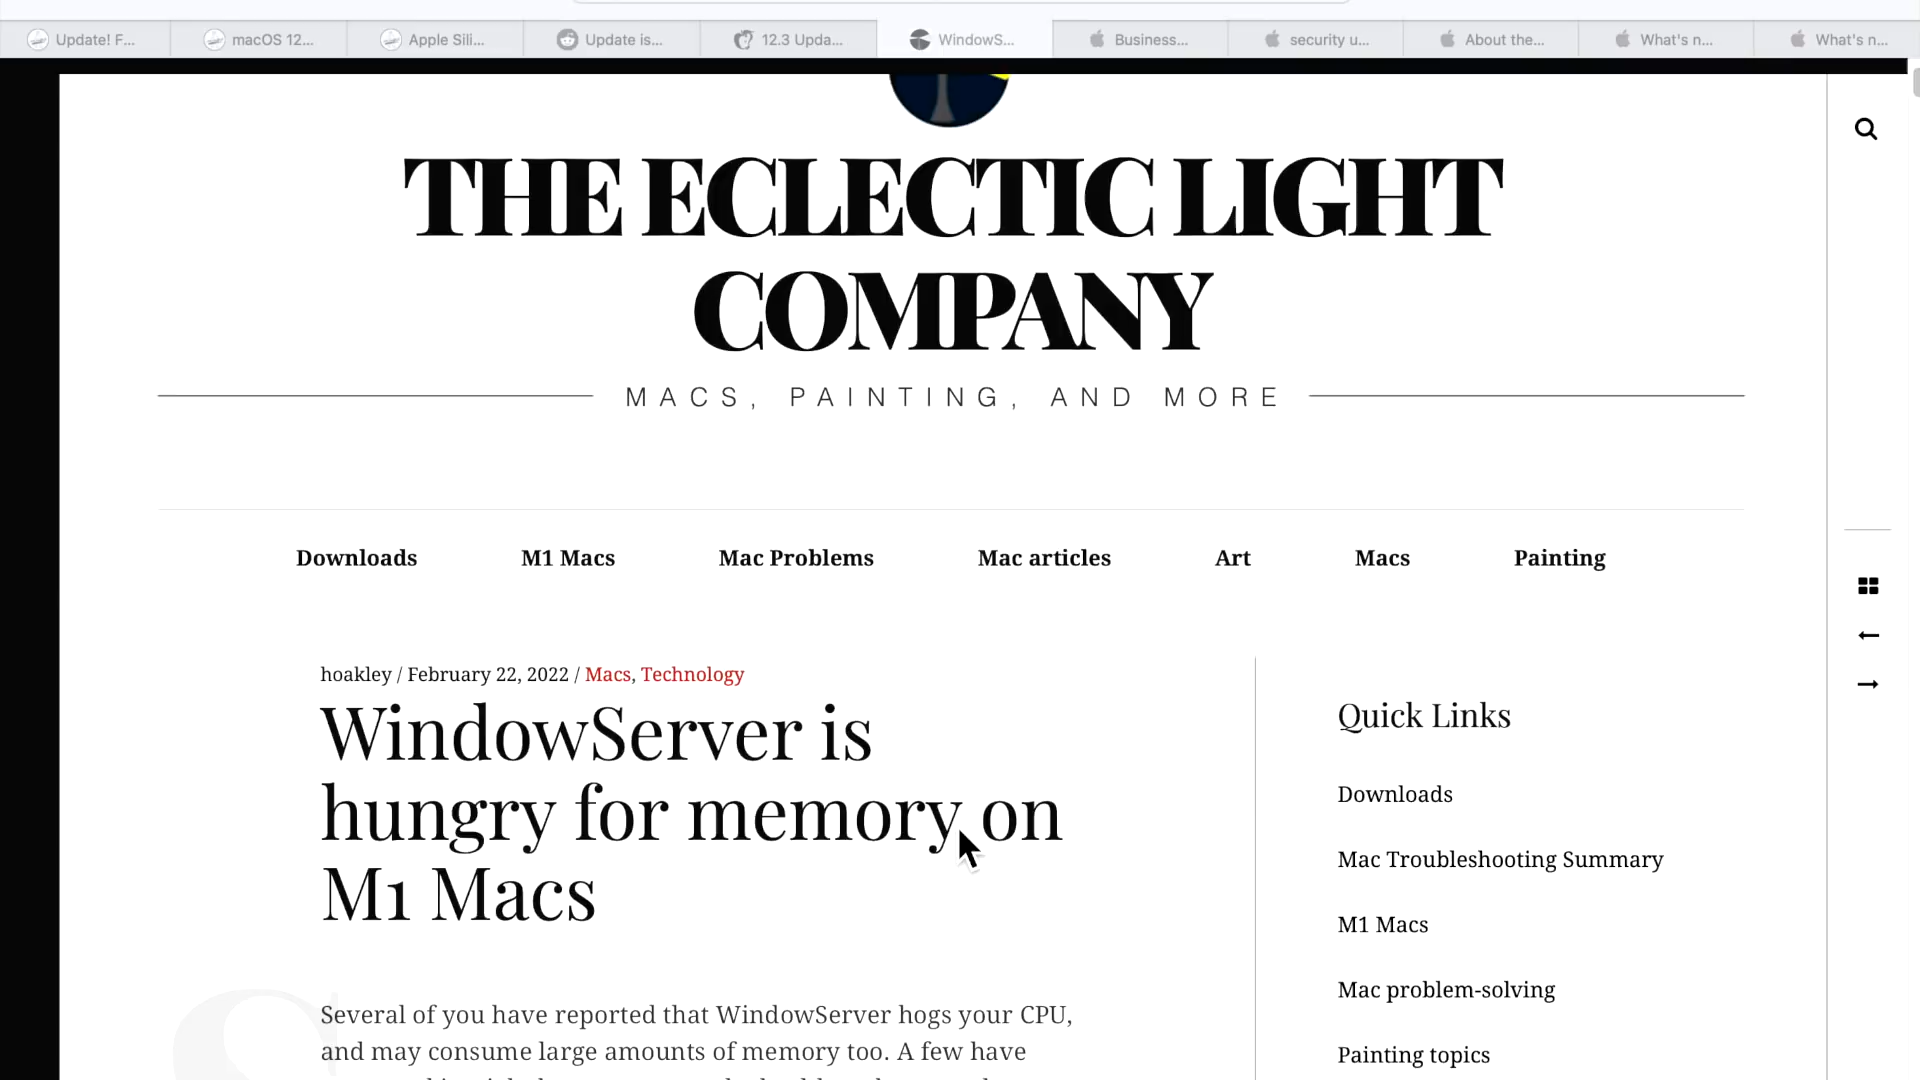 Update! F...
macOS 12...
Apple Sili...
Update is...
12.3 Upda...
WindowS...
Business...
security u...
About the...
What's n...
What's n...
THE ECLECTIC LIGHT
COMPANY
MACS, PAINTING, AND MORE
Downloads
M1 Macs
Mac Problems
Mac articles
Art
Macs
Painting
hoakley / February 22, 2022 / Macs, Technology
WindowServer is
hungry for memory on
M1 Macs
Several of you have reported that WindowServer hogs your CPU,
and may consume large amounts of memory too. A few have
Quick Links
Downloads
Mac Troubleshooting Summary
M1 Macs
Mac problem-solving
Painting topics